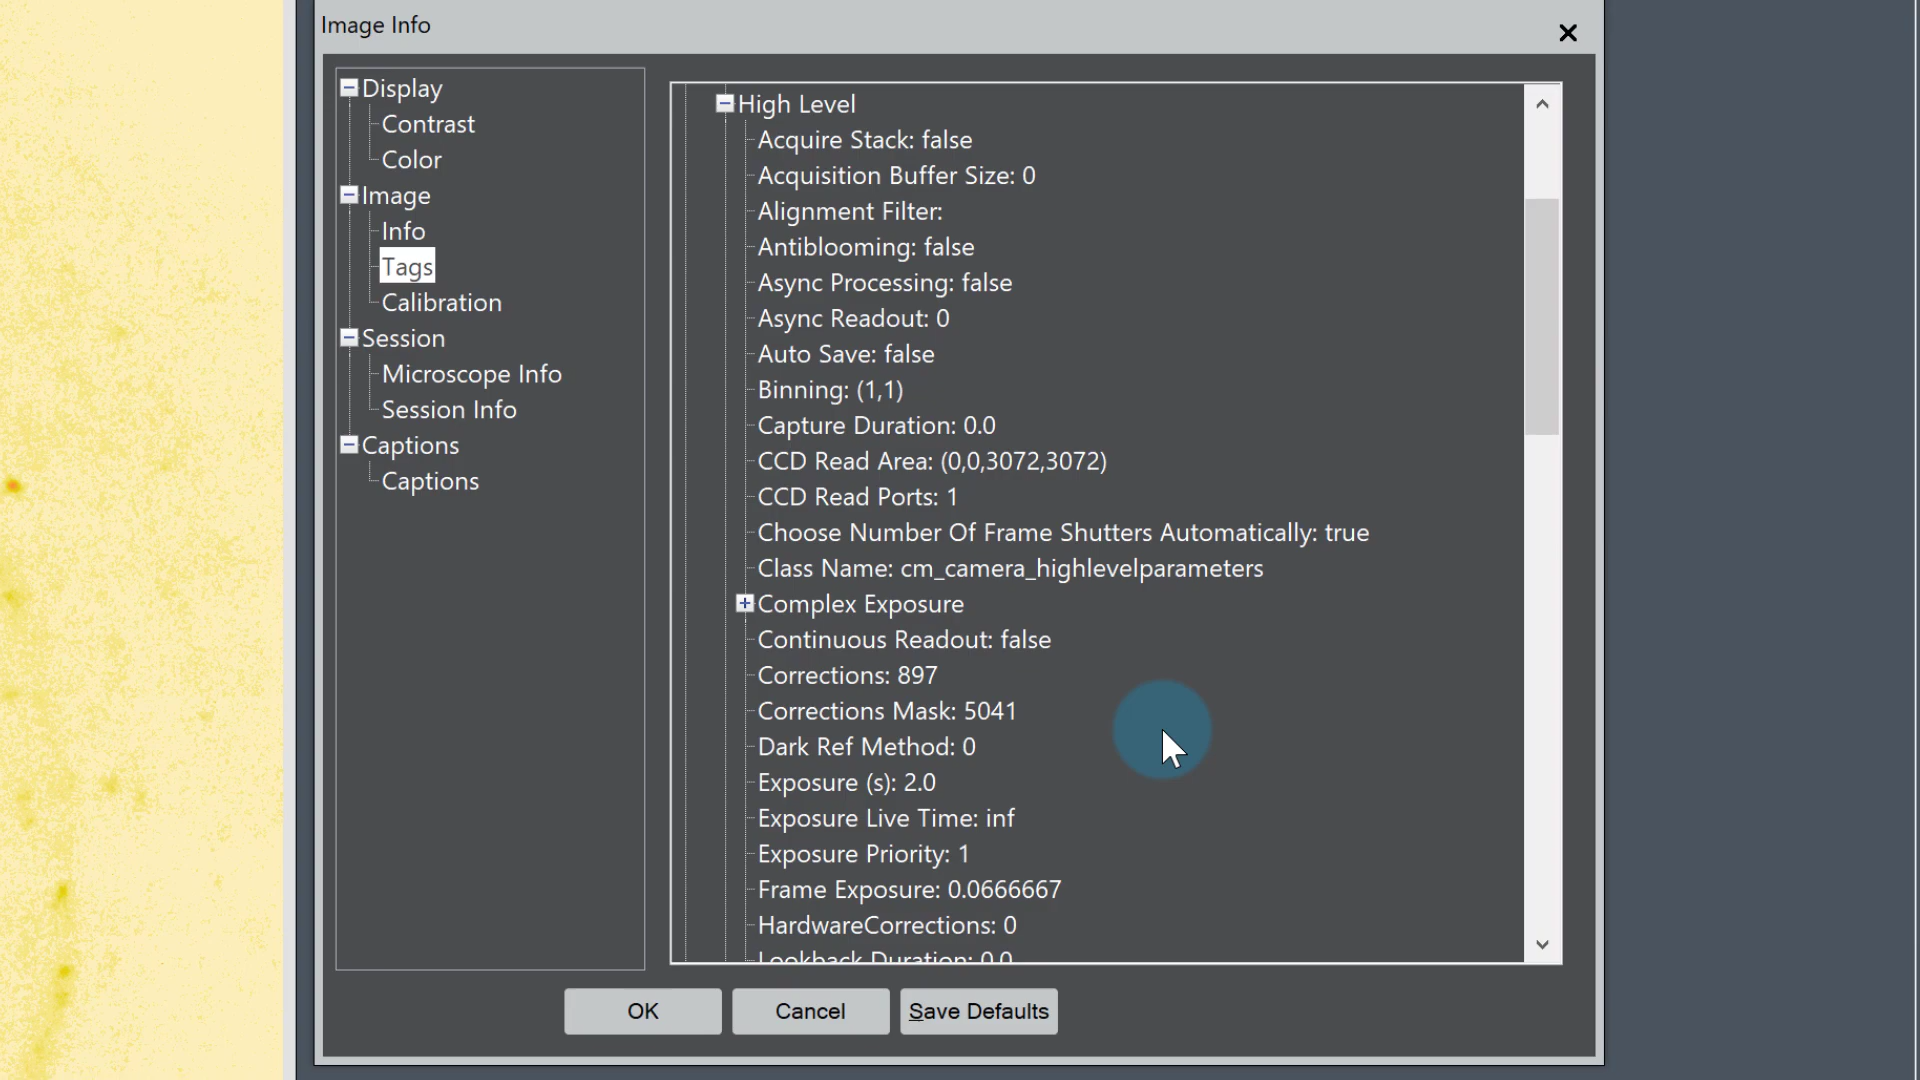 Image Info
Display
Contrast
Color
Image
Info
Tags
Calibration
Session
Microscope Info
Session Info
Captions
Captions
High Level
Acquire Stack: false
Acquisition Buffer Size: 0
Alignment Filter:
Antiblooming: false
Async Processing: false
Async Readout: 0
Auto Save: false
Binning: (1,1)
Capture Duration: 0.0
CCD Read Area: (0,0,3072,3072)
CCD Read Ports: 1
Choose Number Of Frame Shutters Automatically: true
Class Name: cm_camera_highlevelparameters
Complex Exposure
Continuous Readout: false
Corrections: 897
Corrections Mask: 5041
Dark Ref Method: 0
Exposure (s): 2.0
Exposure Live Time: inf
Exposure Priority: 1
Frame Exposure: 0.0666667
HardwareCorrections: 0
Lookback Duration: 0.0
OK
Cancel
Save Defaults